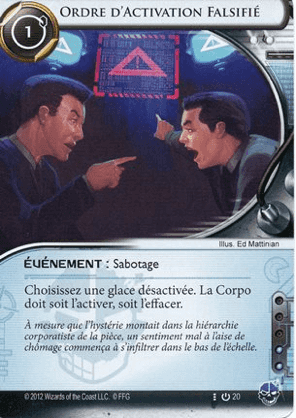 Ordre d'Activation Falsifié
1
Illus. Ed Mattinian
ÉVÉNEMENT : Sabotage
Choisissez une glace désactivée. La Corpo
doit soit l'activer, soit l'effacer.
À mesure que l'hystérie montait dans la hiérarchie
corporatiste de la pièce, un sentiment mal à l'aise de
chômage commença à s'infiltrer dans le bas de l'échelle.
© 2012 Wizards of the Coast LLC. © FFG
20